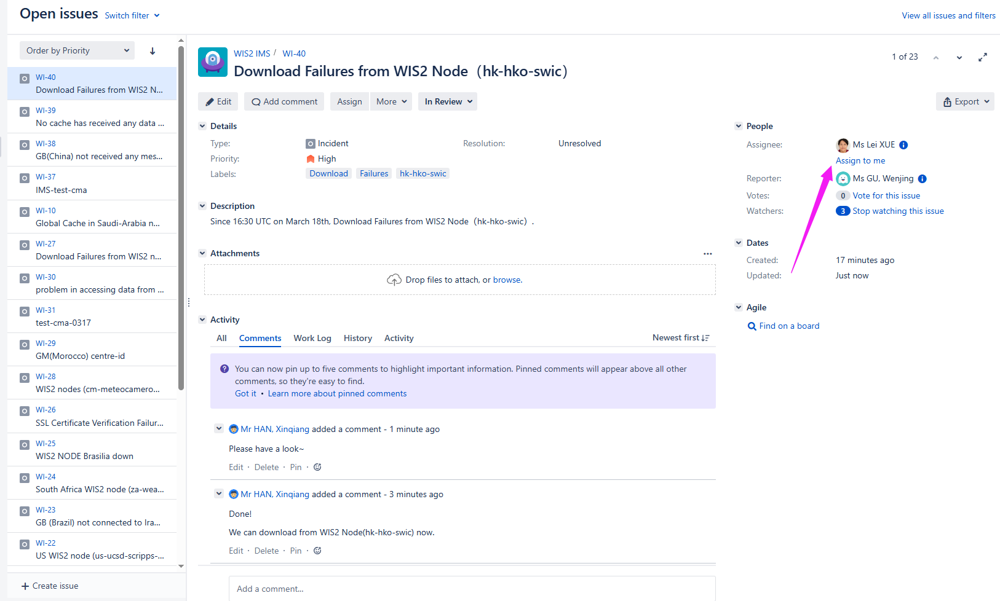 Open issues Switch filter
View all issues and filters
Order by Priority
WI-40
Download Failures from WIS2 N...
WI-39
No cache has received any data ...
WI-38
GB(China) not received any mes...
WI-37
IMS-test-cma
WI-10
Global Cache in Saudi-Arabia n...
WI-27
Download Failures from WIS2 n...
WI-30
problem in accessing data from ...
WI-31
test-cma-0317
WI-29
GM(Morocco) centre-id
WI-28
WIS2 nodes (cm-meteocamero...
WI-26
SSL Certificate Verification Failur...
WI-25
WIS2 NODE Brasilia down
WI-24
South Africa WIS2 node (za-wea...
WI-23
GB (Brazil) not connected to Ira...
WI-22
US WIS2 node (us-ucsd-scripps-...
+ Create issue
WIS2 IMS / WI-40
Download Failures from WIS2 Node（hk-hko-swic）
1 of 23
Edit Add comment Assign More In Review Export
Details
Type: Incident Resolution: Unresolved
Priority: High
Labels: Download Failures hk-hko-swic
Description
Since 16:30 UTC on March 18th, Download Failures from WIS2 Node（hk-hko-swic）.
Attachments
Drop files to attach, or browse.
Activity
All Comments Work Log History Activity Newest first
You can now pin up to five comments to highlight important information. Pinned comments will appear above all other
comments, so they're easy to find.
Got it • Learn more about pinned comments
Mr HAN, Xinqiang added a comment - 1 minute ago
Please have a look~
Edit · Delete · Pin ·
Mr HAN, Xinqiang added a comment - 3 minutes ago
Done!
We can download from WIS2 Node(hk-hko-swic) now.
Edit · Delete · Pin ·
Add a comment...
People
Assignee: Ms Lei XUE
Assign to me
Reporter: Ms GU, Wenjing
Votes: 0 Vote for this issue
Watchers: 3 Stop watching this issue
Dates
Created: 17 minutes ago
Updated: Just now
Agile
Find on a board